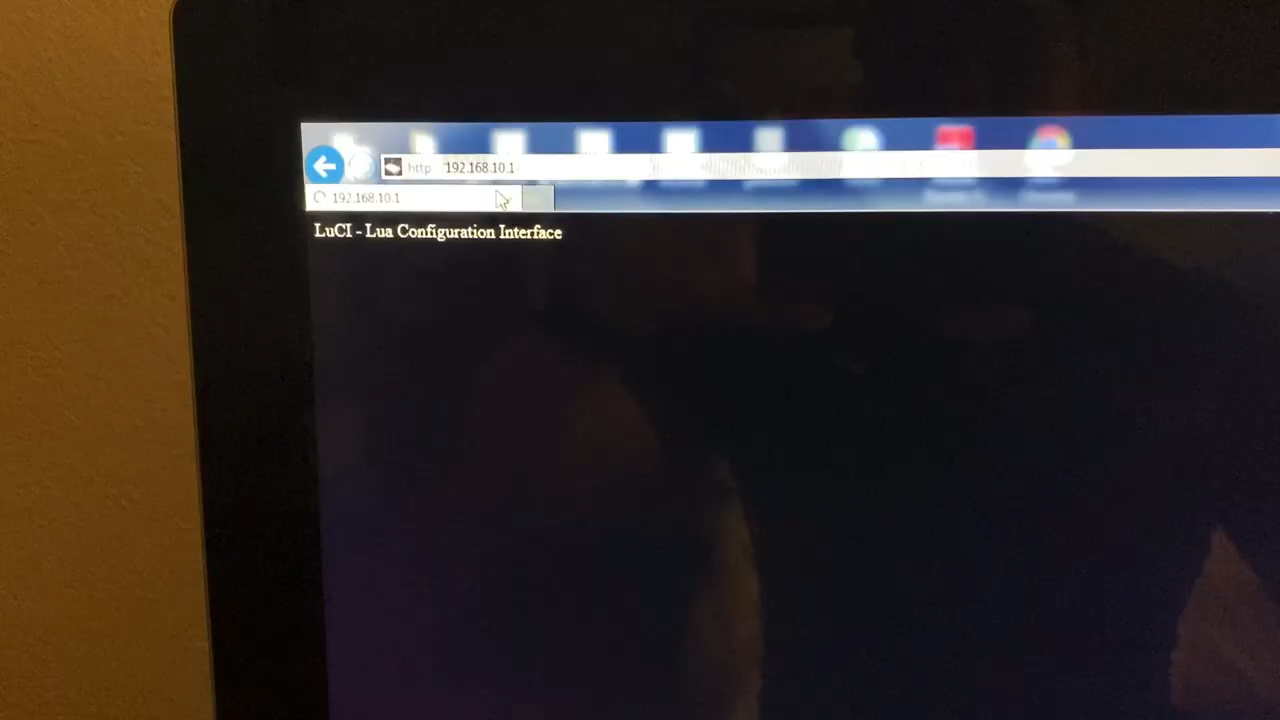 http 192.168.10.1
192.168.10.1
LuCI - Lua Configuration Interface